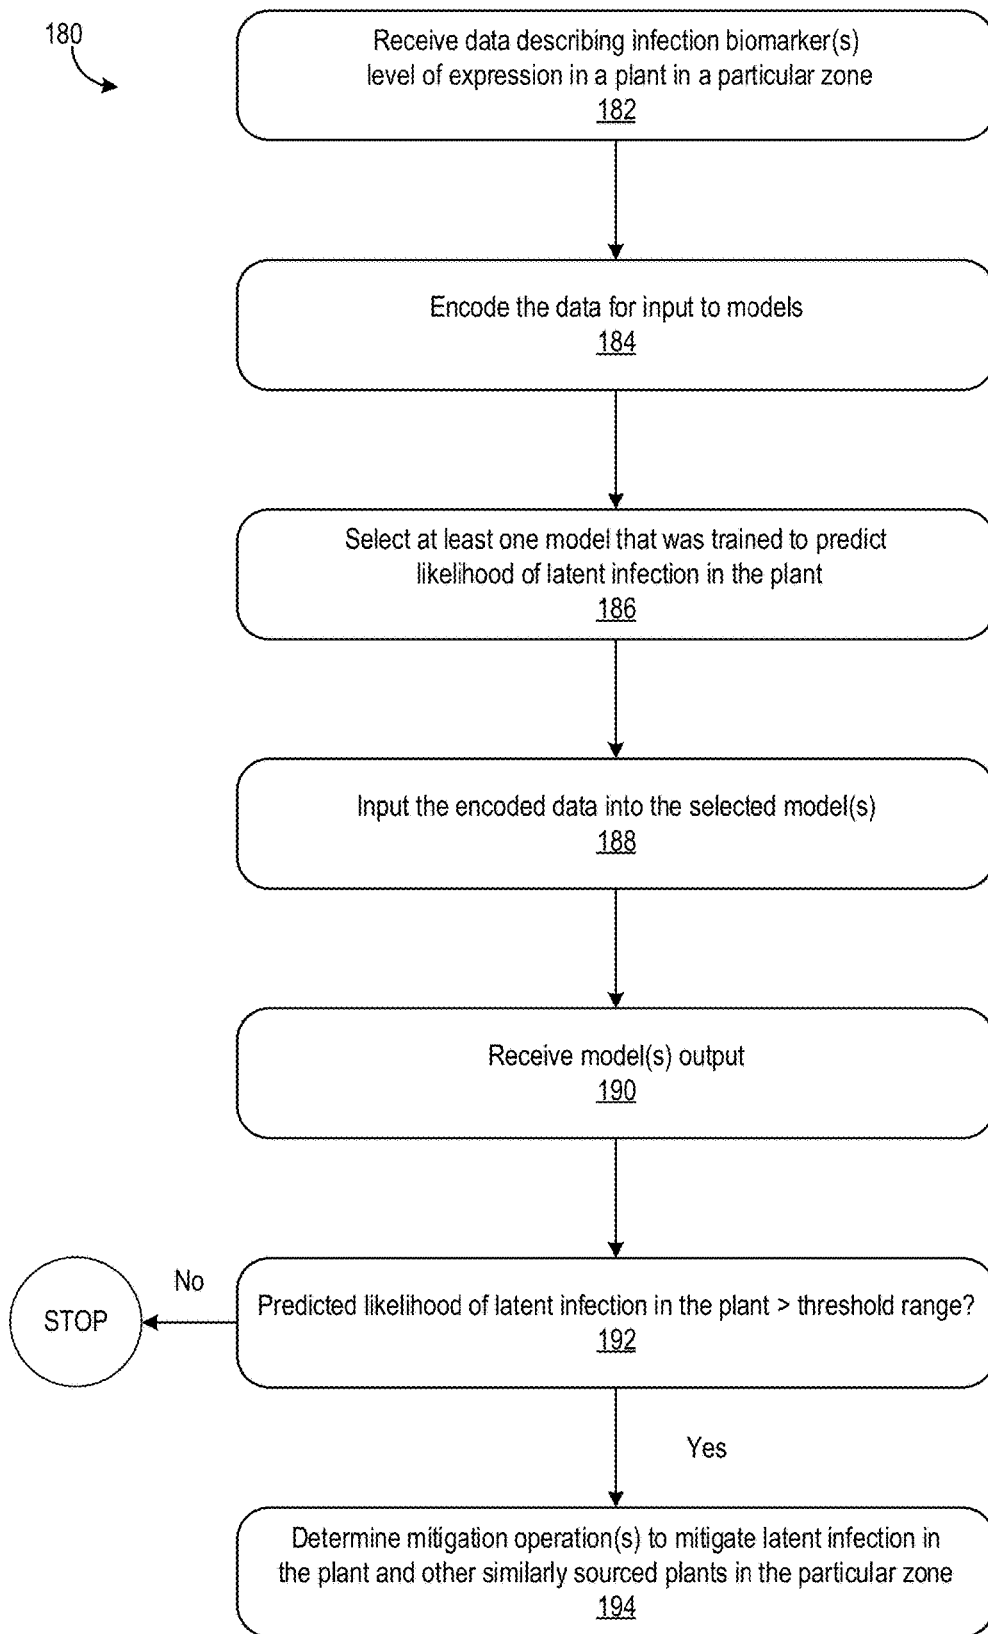 180
Receive data describing infection biomarker(s)
level of expression in a plant in a particular zone
182
Encode the data for input to models
184
Select at least one model that was trained to predict
likelihood of latent infection in the plant
186
Input the encoded data into the selected model(s)
188
Receive model(s) output
190
STOP
No
Predicted likelihood of latent infection in the plant > threshold range?
192
Yes
Determine mitigation operation(s) to mitigate latent infection in
the plant and other similarly sourced plants in the particular zone
194